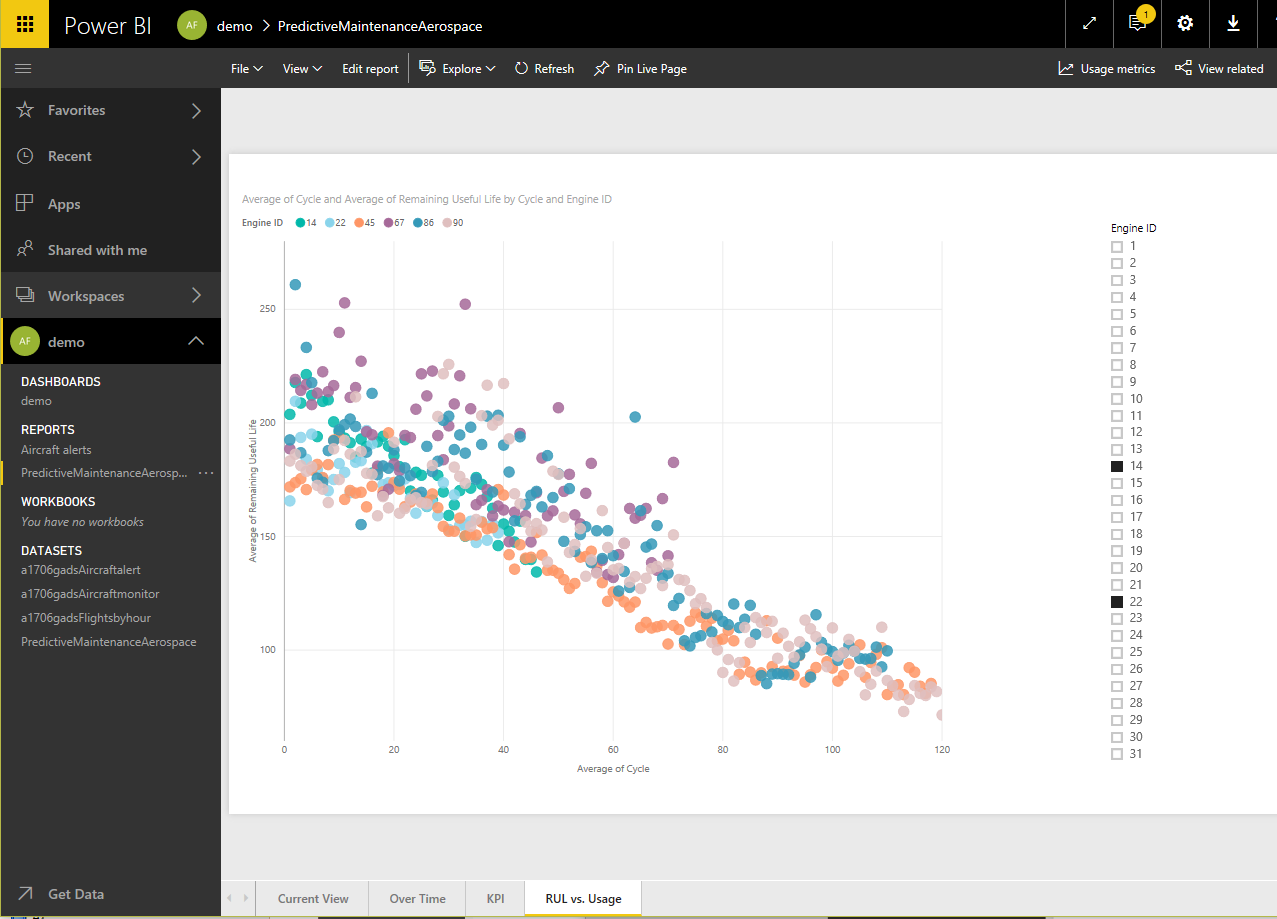 Power BI AF demo > PredictiveMaintenanceAerospace 1
File View Edit report Explore Refresh Pin Live Page Usage metrics View related
Favorites
Recent
Apps
Shared with me
Workspaces
AF demo
DASHBOARDS
demo
REPORTS
Aircraft alerts
PredictiveMaintenanceAerosp... ...
WORKBOOKS
You have no workbooks
DATASETS
a1706gadsAircraftalert
a1706gadsAircraftmonitor
a1706gadsFlightsbyhour
PredictiveMaintenanceAerospace
Get Data
Average of Cycle and Average of Remaining Useful Life by Cycle and Engine ID
Engine ID 14 22 45 67 86 90
Average of Remaining Useful Life
250
200
150
100
0 20 40 60 80 100 120
Average of Cycle
Engine ID
1
2
3
4
5
6
7
8
9
10
11
12
13
14
15
16
17
18
19
20
21
22
23
24
25
26
27
28
29
30
31
Current View Over Time KPI RUL vs. Usage